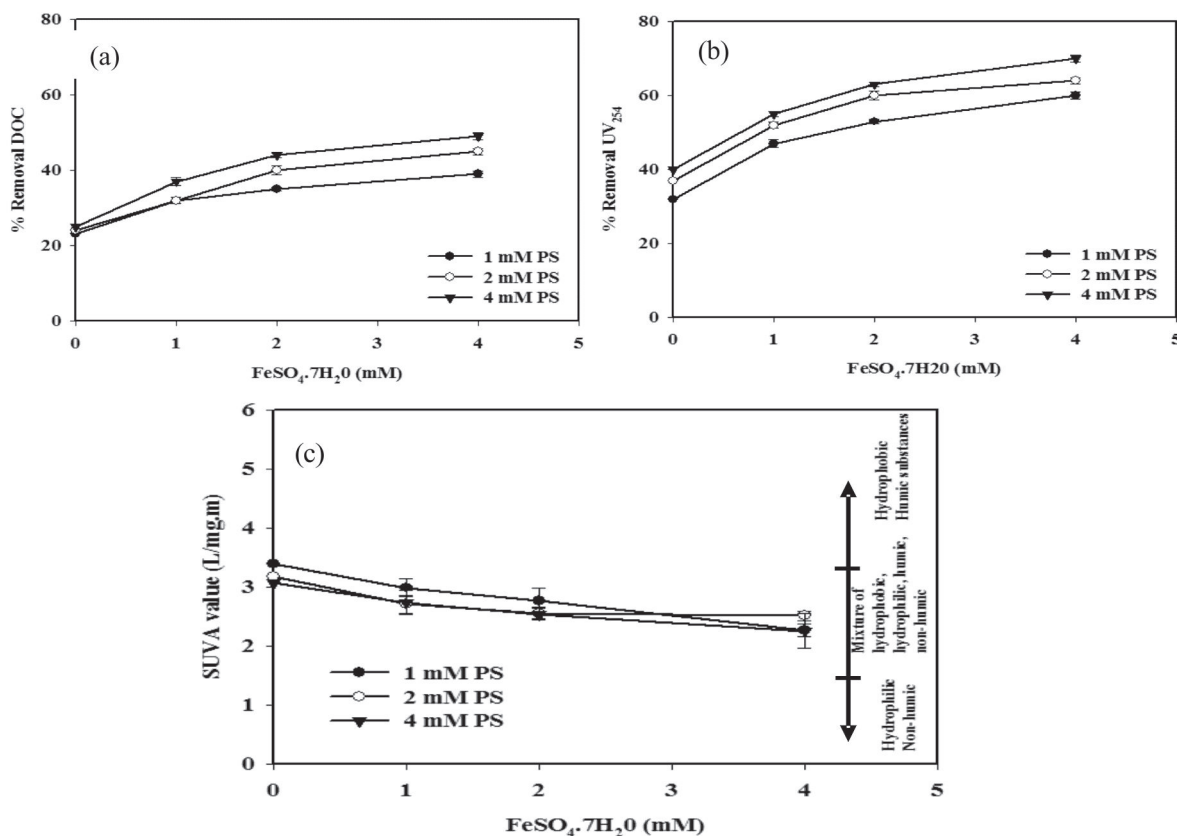 (a)
% Removal DOC
80
60
40
20
0
0 1 2 3 4 5
FeSO₄.7H₂0 (mM)
1 mM PS
2 mM PS
4 mM PS
(b)
% Removal UV₂₅₄
80
60
40
20
0
0 1 2 3 4 5
FeSO₄.7H20 (mM)
1 mM PS
2 mM PS
4 mM PS
(c)
SUVA value (L/mg.m)
6
5
4
3
2
1
0
0 1 2 3 4 5
FeSO₄.7H₂0 (mM)
1 mM PS
2 mM PS
4 mM PS
Hydrophobic
Humic substances
Mixture of
hydrophobic,
hydrophilic, humic,
non-humic
Hydrophilic
Non-humic